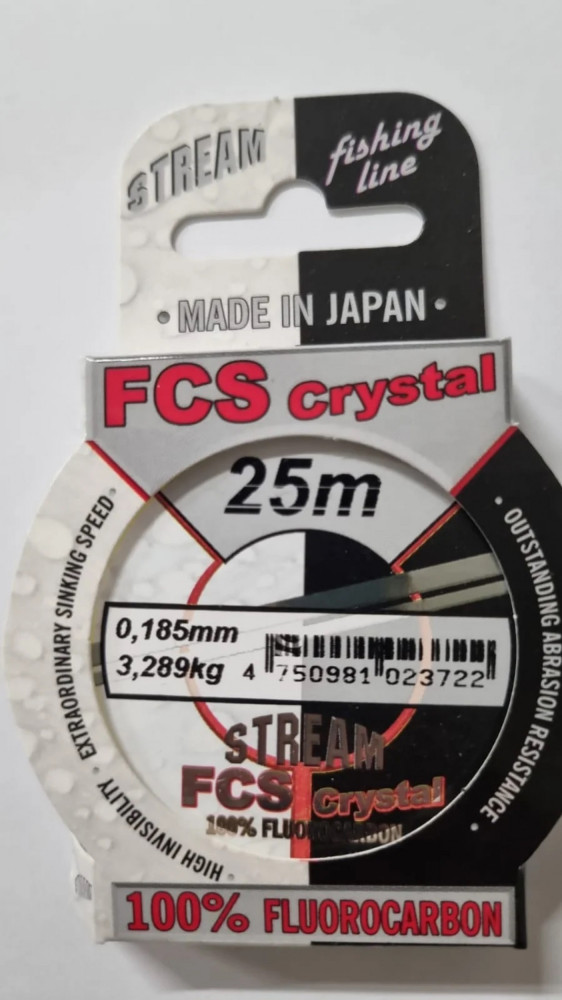 STREAM
fishing
line
• MADE IN JAPAN •
FCS Crystal
25m
HIGH INVISIBILITY • EXTRAORDINARY SINKING SPEED •
• OUTSTANDING ABRASION RESISTANCE •
0,185mm
3,289kg
4 750981 023722
STREAM
FCS Crystal
100% FLUOROCARBON
100% FLUOROCARBON